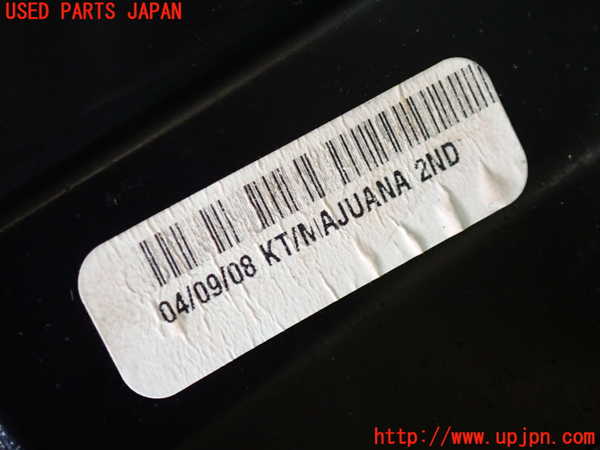 USED PARTS JAPAN
04/09/08 KT/MAJUANA 2ND
http://www.upjpn.com/